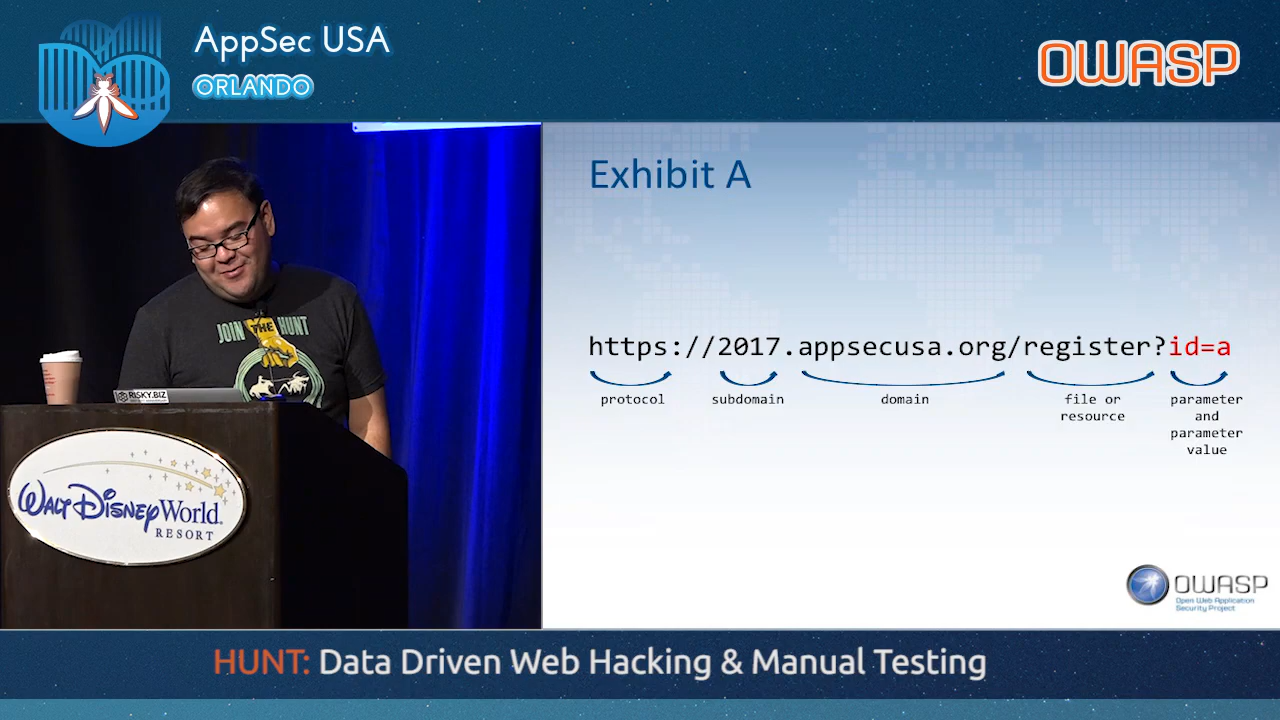 AppSec USA
ORLANDO
OWASP
JOIN THE HUNT
RISKY.BIZ
WALT DISNEY World.
RESORT
Exhibit A
https://2017.appsecusa.org/register?id=a
protocol
subdomain
domain
file or
resource
parameter
and
parameter
value
OWASP
Open Web Application
Security Project
HUNT: Data Driven Web Hacking & Manual Testing